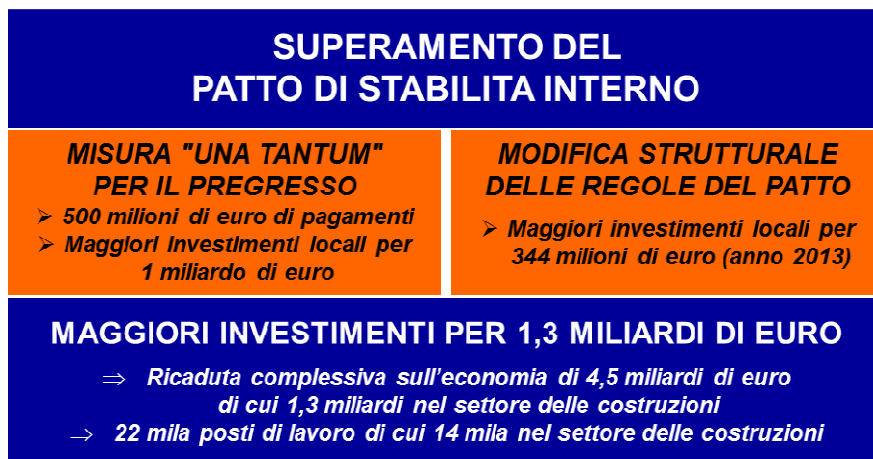 SUPERAMENTO DEL
PATTO DI STABILITA INTERNO
MISURA "UNA TANTUM"
PER IL PREGRESSO
➢ 500 milioni di euro di pagamenti
➢ Maggiori investimenti locali per
1 miliardo di euro
MODIFICA STRUTTURALE
DELLE REGOLE DEL PATTO
➢ Maggiori investimenti locali per
344 milioni di euro (anno 2013)
MAGGIORI INVESTIMENTI PER 1,3 MILIARDI DI EURO
⇒ Ricaduta complessiva sull’economia di 4,5 miliardi di euro
di cui 1,3 miliardi nel settore delle costruzioni
→ 22 mila posti di lavoro di cui 14 mila nel settore delle costruzioni